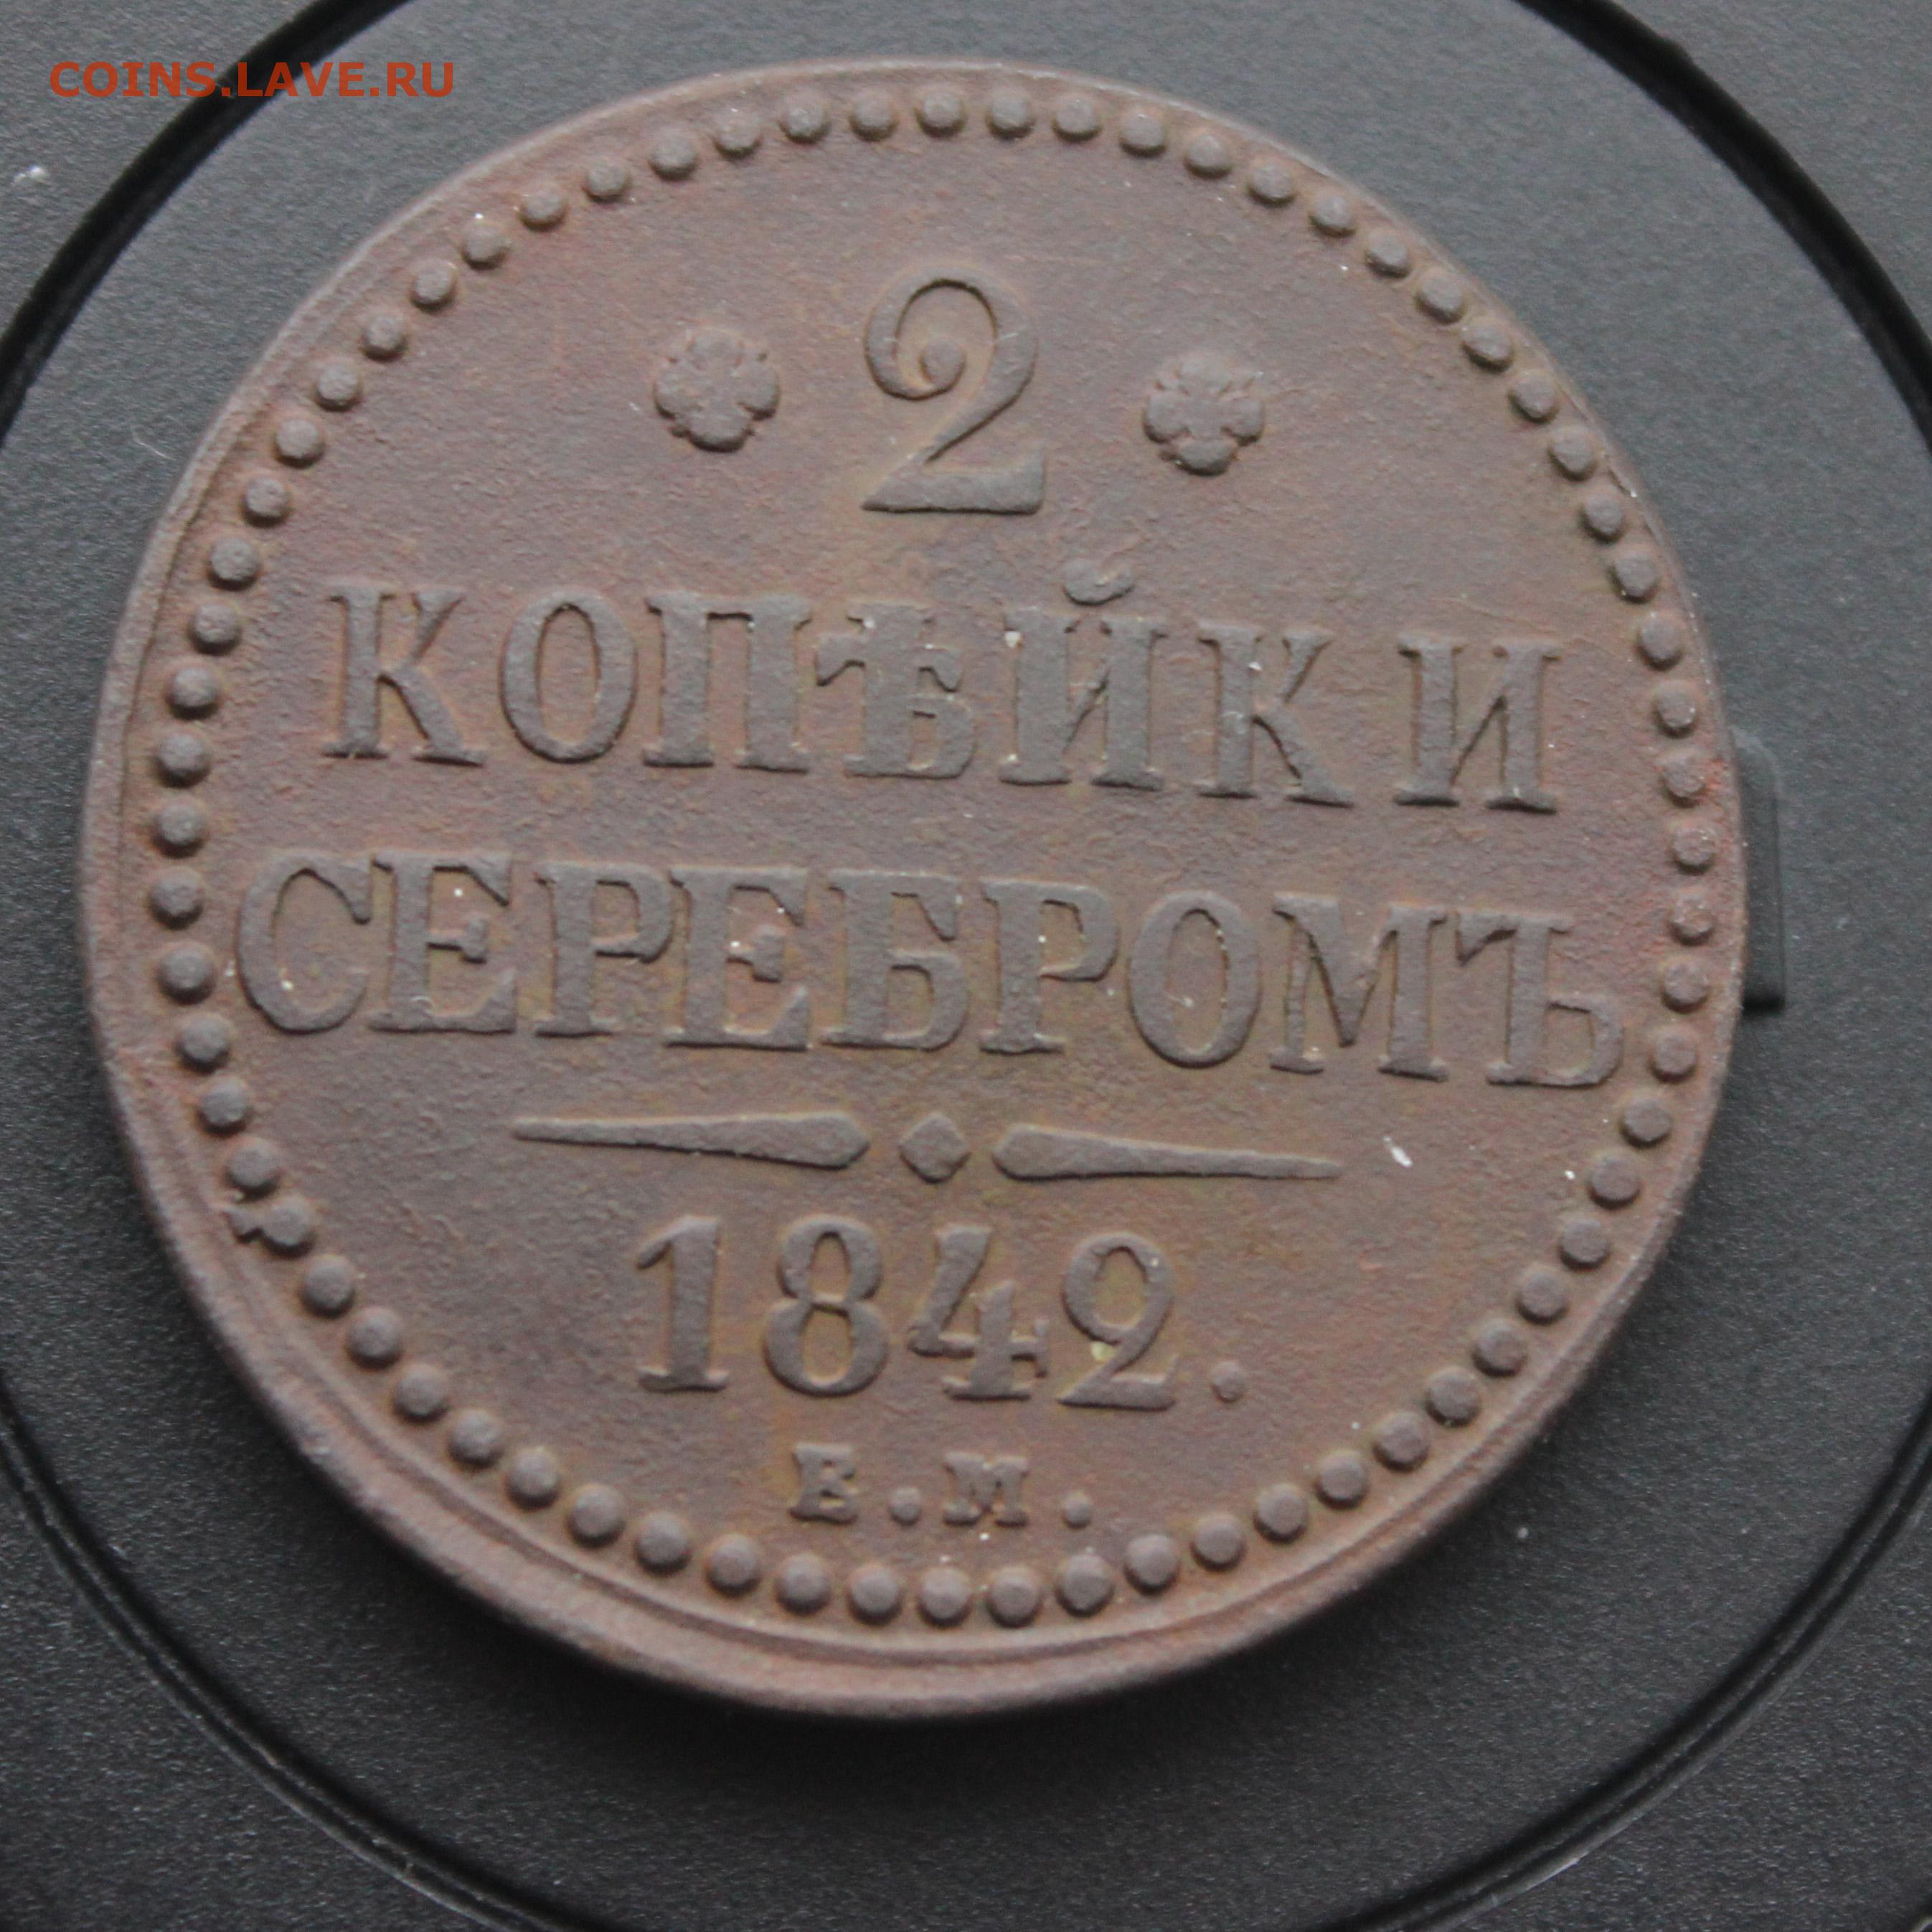 COINS.LAVE.RU
2
КОПѢЙКИ
СЕРЕБРОМЪ
1842.
Е.М.